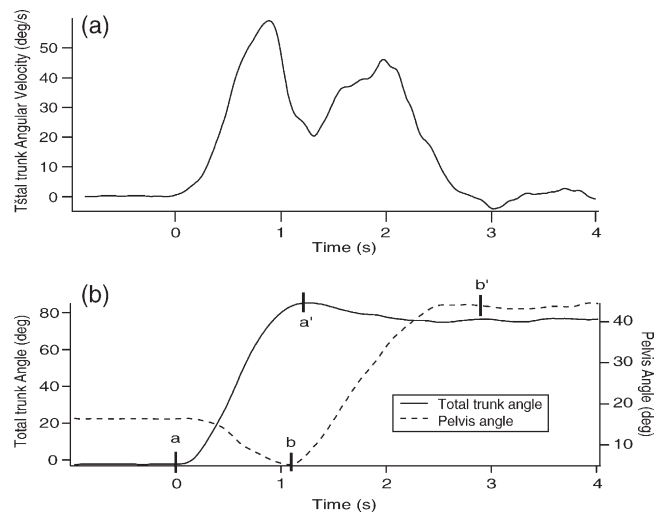 (a)
Tštal trunk Angular Velocity (deg/s)
50
40
30
20
10
0
0 1 2 3 4
Time (s)
(b)
Total trunk Angle (deg)
80
60
40
20
0
a
a'
b
b'
Total trunk angle
Pelvis angle
40
30
20
10
Pelvis Angle (deg)
0 1 2 3 4
Time (s)